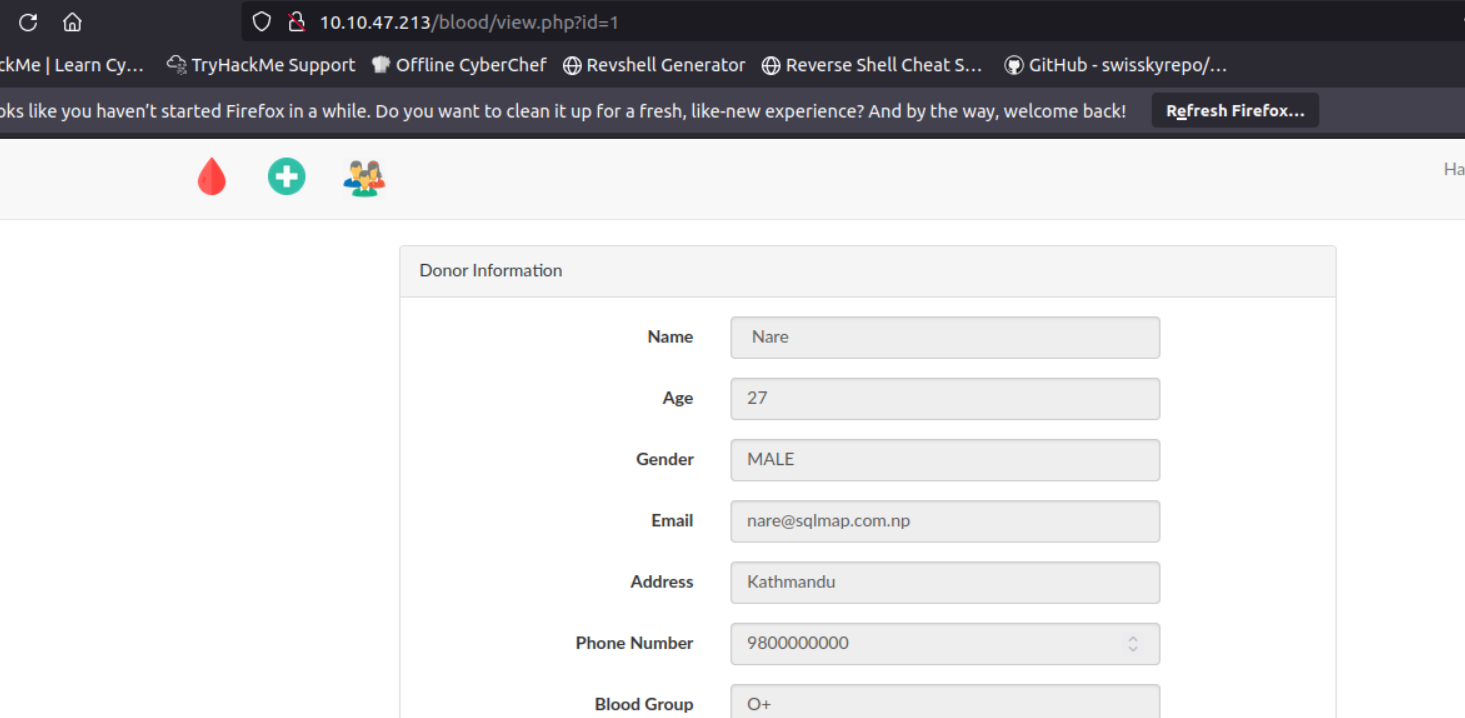 10.10.47.213/blood/view.php?id=1
ckMe | Learn Cy… TryHackMe Support Offline CyberChef Revshell Generator Reverse Shell Cheat S… GitHub - swisskyrepo/…
oks like you haven't started Firefox in a while. Do you want to clean it up for a fresh, like-new experience? And by the way, welcome back! Refresh Firefox…
Ha
Donor Information
Name Nare
Age 27
Gender MALE
Email nare@sqlmap.com.np
Address Kathmandu
Phone Number 9800000000
Blood Group O+